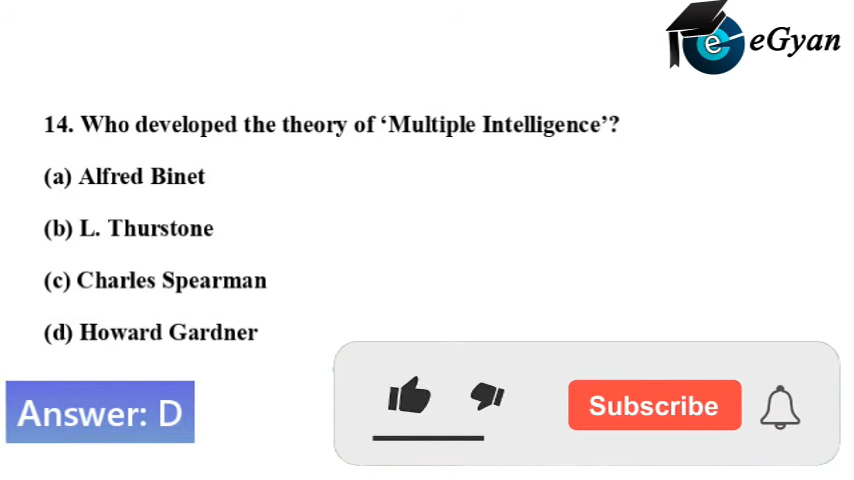 e eGyan
14. Who developed the theory of ‘Multiple Intelligence’?
(a) Alfred Binet
(b) L. Thurstone
(c) Charles Spearman
(d) Howard Gardner
Answer: D
Subscribe